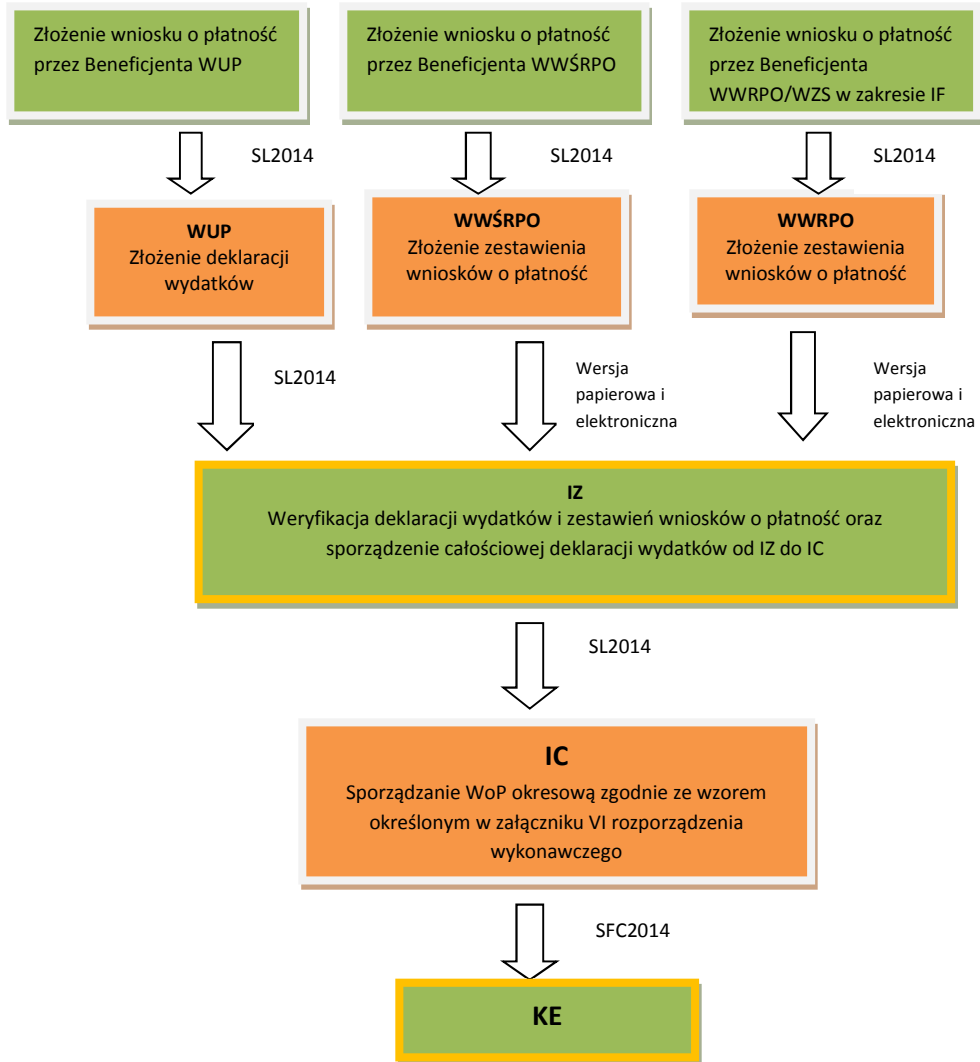 Złożenie wniosku o płatność
przez Beneficjenta WUP
Złożenie wniosku o płatność
przez Beneficjenta WWŚRPO
Złożenie wniosku o płatność
przez Beneficjenta
WWRPO/WZS w zakresie IF
SL2014
SL2014
SL2014
WUP
Złożenie deklaracji
wydatków
WWŚRPO
Złożenie zestawienia
wniosków o płatność
WWRPO
Złożenie zestawienia
wniosków o płatność
SL2014
Wersja
papierowa i
elektroniczna
Wersja
papierowa i
elektroniczna
IZ
Weryfikacja deklaracji wydatków i zestawień wniosków o płatność oraz
sporządzenie całościowej deklaracji wydatków od IZ do IC
SL2014
IC
Sporządzanie WoP okresową zgodnie ze wzorem
określonym w załączniku VI rozporządzenia
wykonawczego
SFC2014
KE